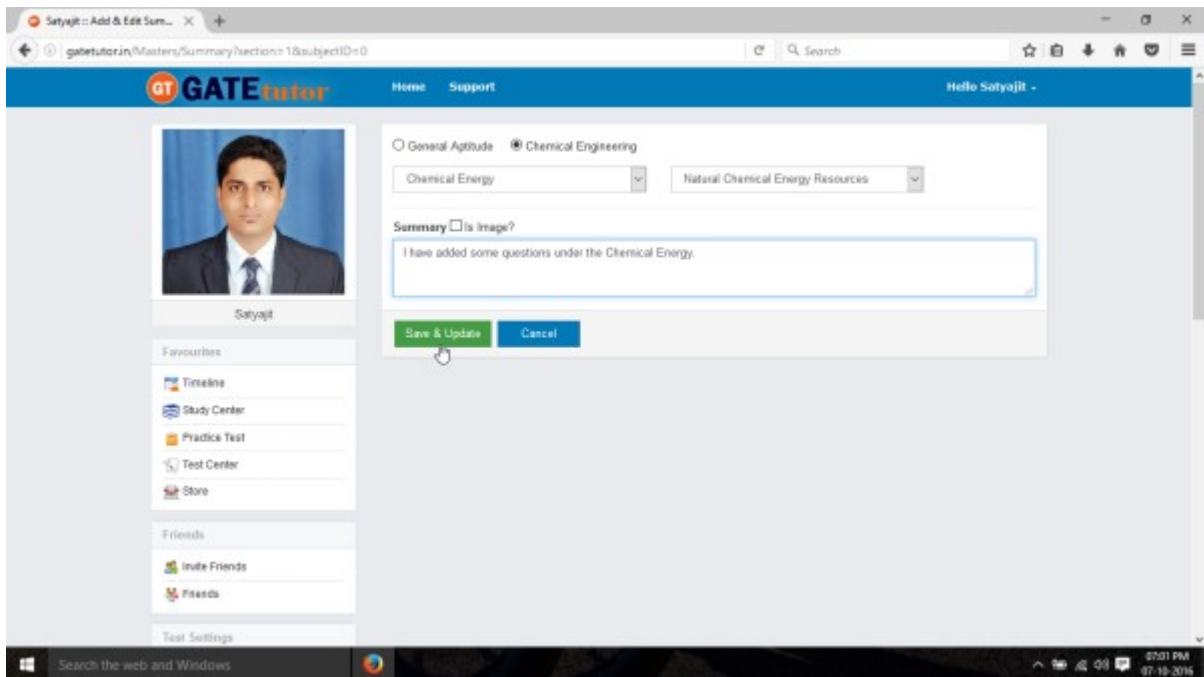 Satyajit :: Add & Edit Sum...
gatetutor.in/Masters/Summary?section=1&subjectID=0
Search
GT GATEtutor
Home Support
Hello Satyajit
General Aptitude Chemical Engineering
Chemical Energy Natural Chemical Energy Resources
Summary Is Image?
I have added some questions under the Chemical Energy.
Save & Update Cancel
Satyajit
Favourites
Timeline
Study Center
Practice Test
Test Center
Store
Friends
Invite Friends
Friends
Test Settings
Search the web and Windows
07:01 PM
07-10-2016